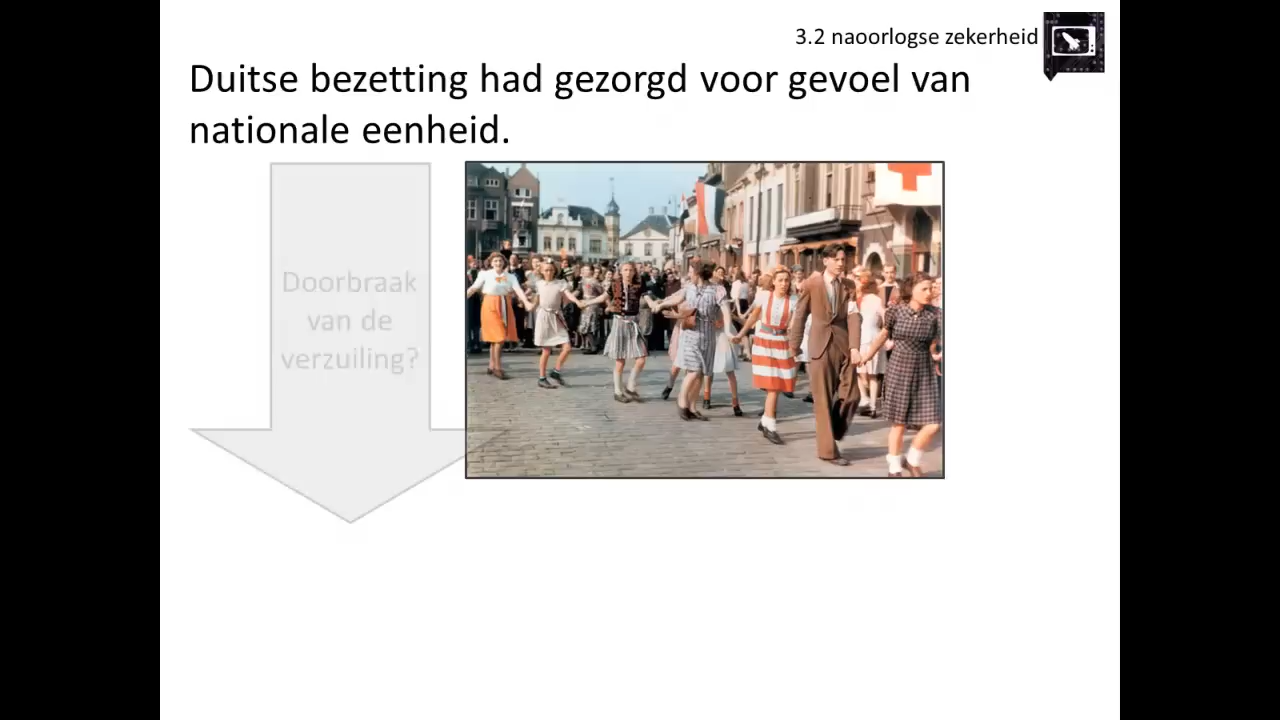 3.2 naoorlogse zekerheid
Duitse bezetting had gezorgd voor gevoel van
nationale eenheid.
Doorbraak
van de
verzuiling?